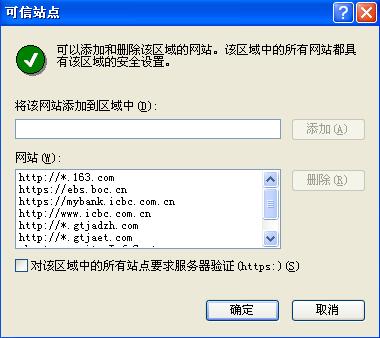 可信站点
可以添加和删除该区域的网站。该区域中的所有网站都具
有该区域的安全设置。
将该网站添加到区域中(D):
添加(A)
网站(W):
http://*.163.com
https://ebs.boc.cn
https://mybank.icbc.com.cn
http://www.icbc.com.cn
http://*.gtjadzh.com
http://*.gtjaet.com
删除(R)
对该区域中的所有站点要求服务器验证(https:)(S)
确定
取消